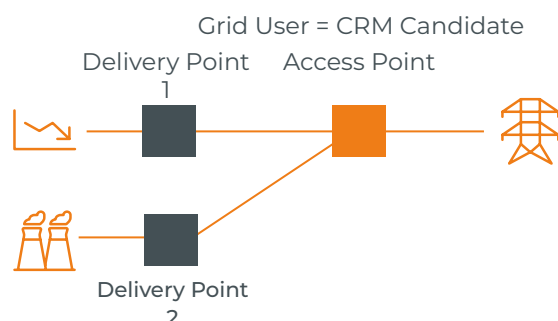 Grid User = CRM Candidate
Delivery Point
1
Access Point
Delivery Point
2